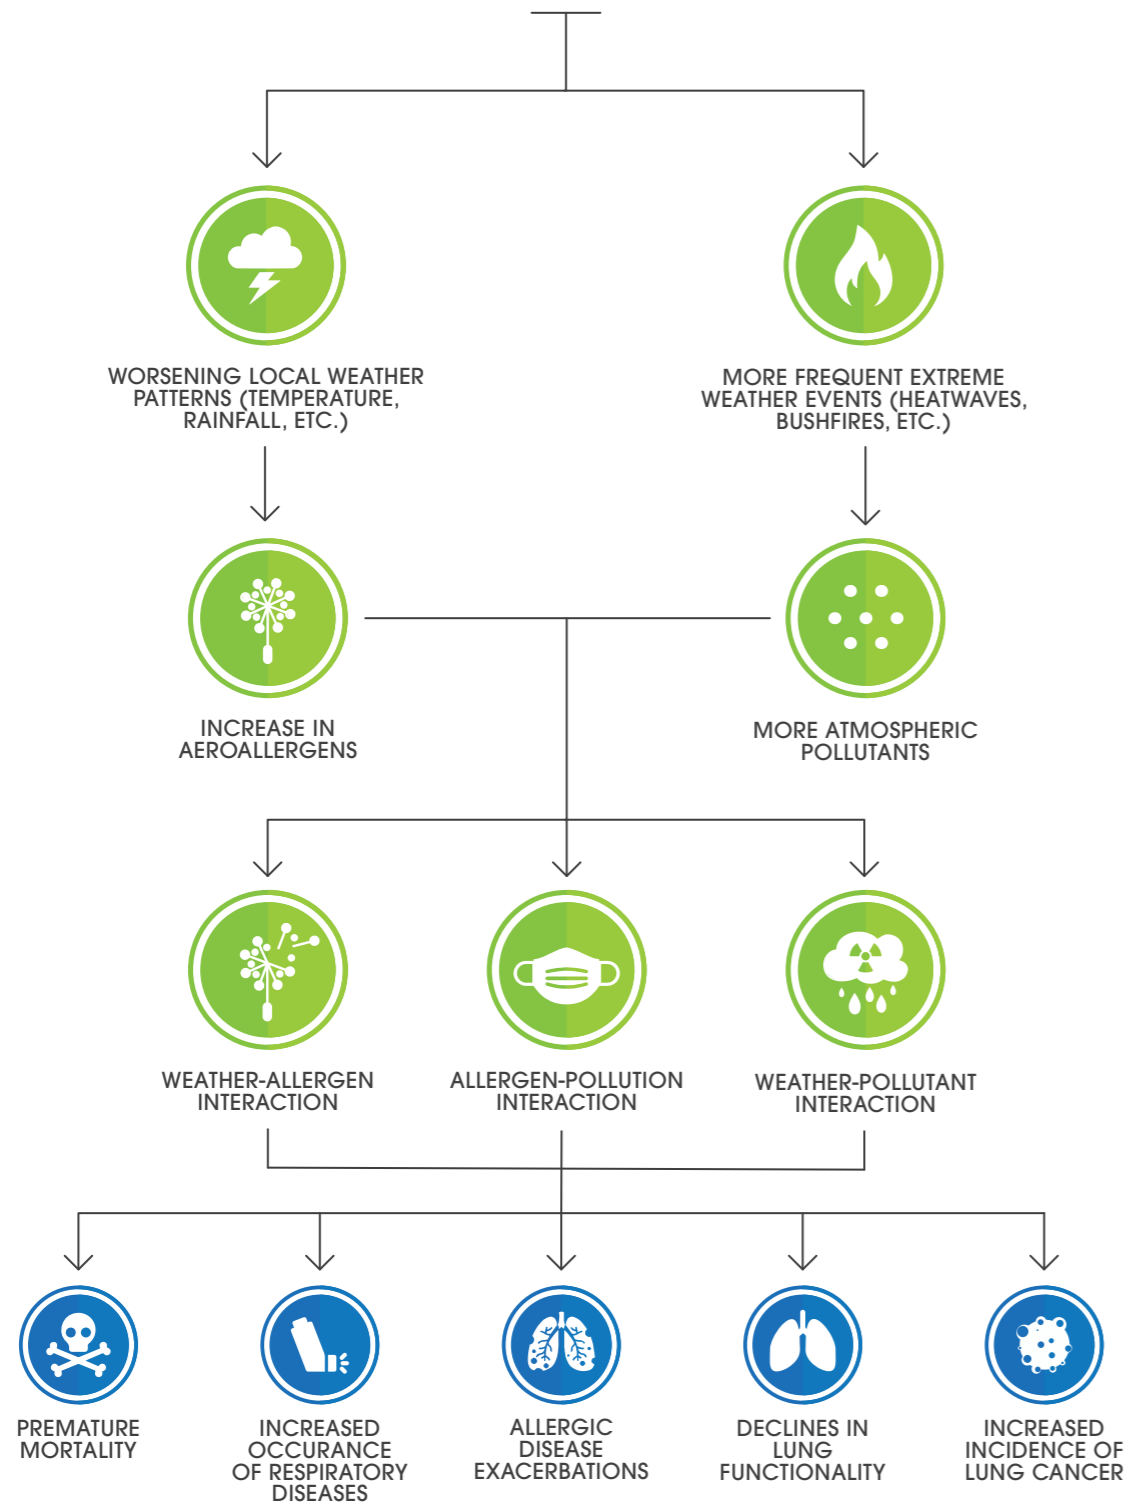 WORSENING LOCAL WEATHER
PATTERNS (TEMPERATURE,
RAINFALL, ETC.)
MORE FREQUENT EXTREME
WEATHER EVENTS (HEATWAVES,
BUSHFIRES, ETC.)
INCREASE IN
AEROALLERGENS
MORE ATMOSPHERIC
POLLUTANTS
WEATHER-ALLERGEN
INTERACTION
ALLERGEN-POLLUTION
INTERACTION
WEATHER-POLLUTANT
INTERACTION
PREMATURE
MORTALITY
INCREASED
OCCURANCE
OF RESPIRATORY
DISEASES
ALLERGIC
DISEASE
EXACERBATIONS
DECLINES IN
LUNG
FUNCTIONALITY
INCREASED
INCIDENCE OF
LUNG CANCER